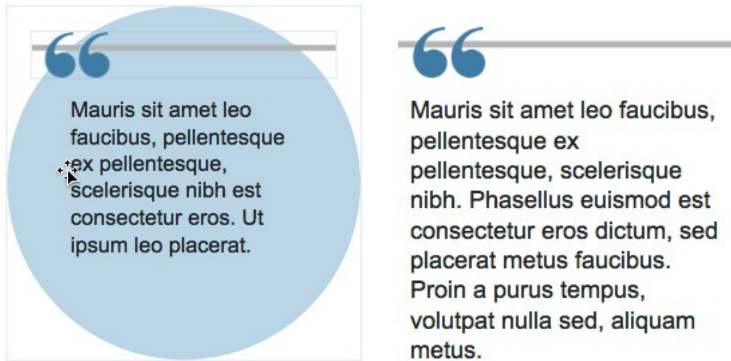 “
Mauris sit amet leo
faucibus, pellentesque
ex pellentesque,
scelerisque nibh est
consectetur eros. Ut
ipsum leo placerat.
“
Mauris sit amet leo faucibus,
pellentesque ex
pellentesque, scelerisque
nibh. Phasellus euismod est
consectetur eros dictum, sed
placerat metus faucibus.
Proin a purus tempus,
volutpat nulla sed, aliquam
metus.